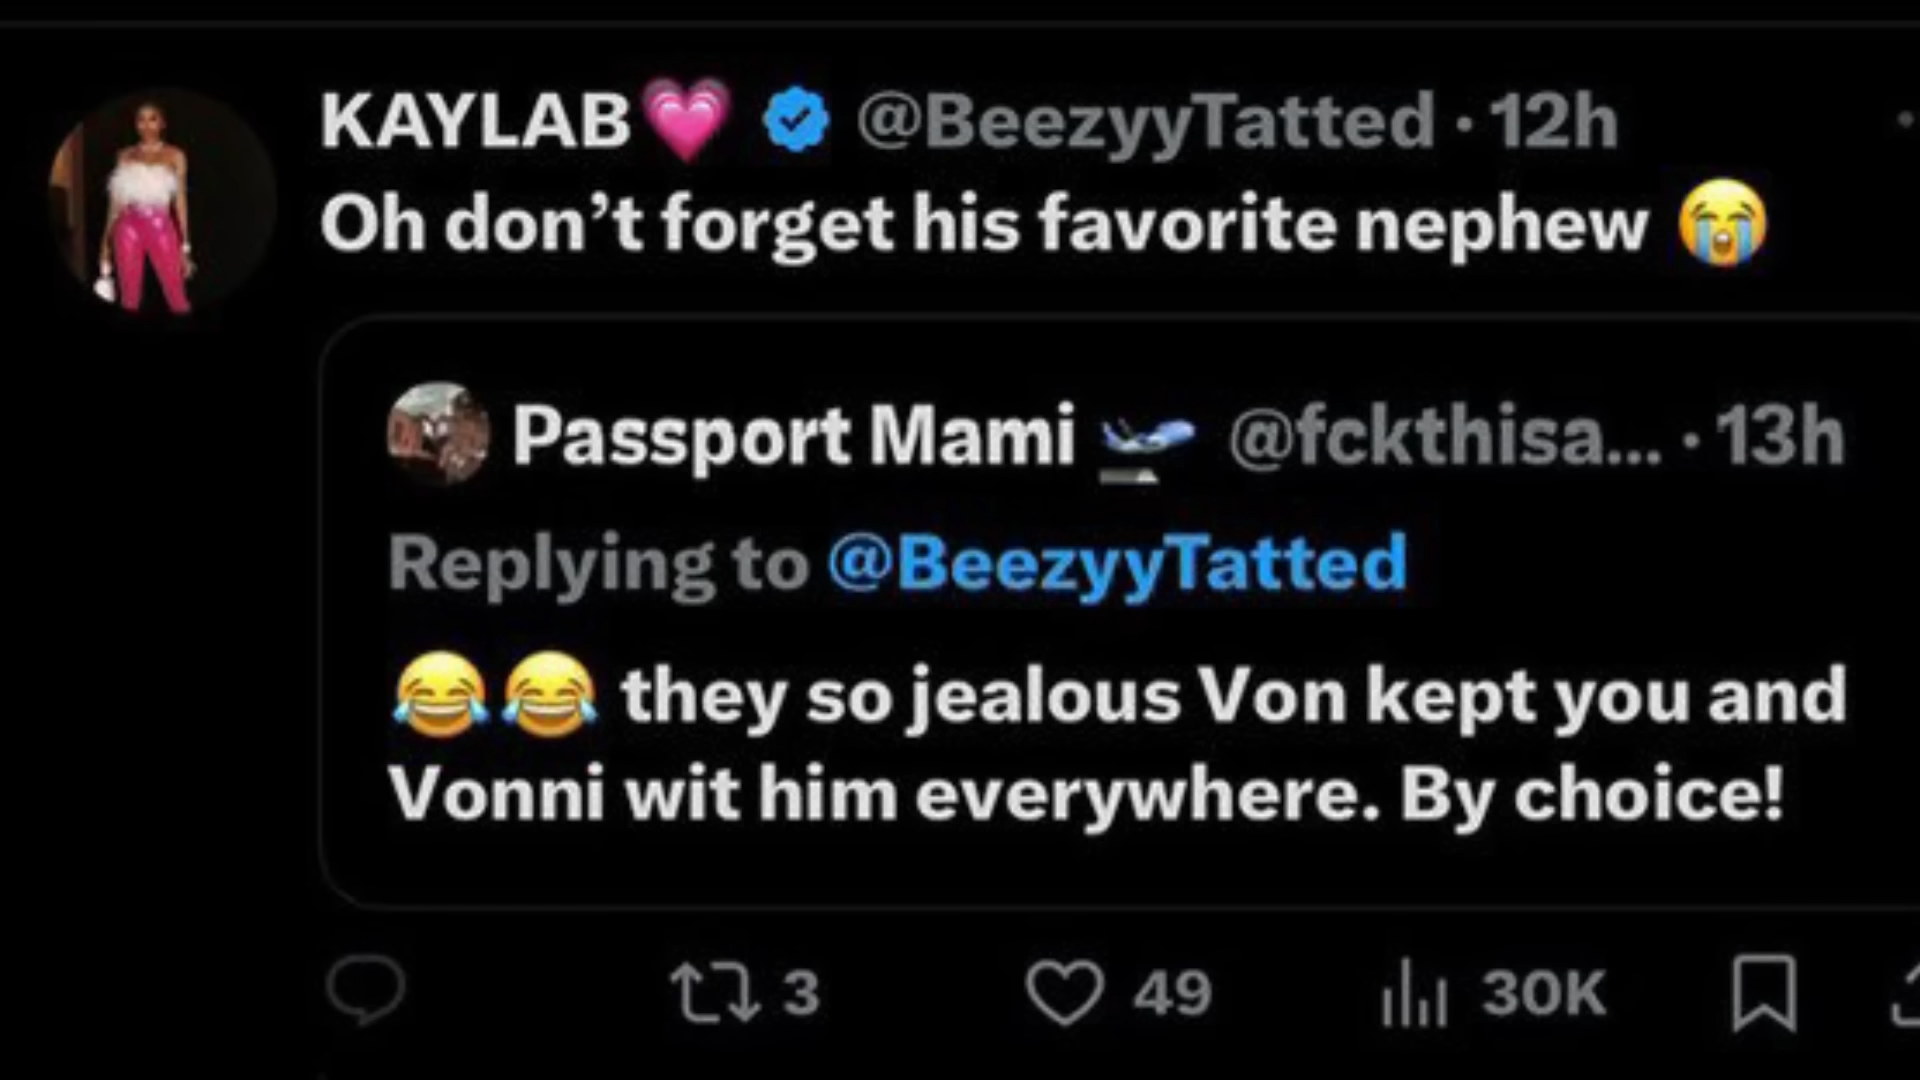 KAYLAB💗 @BeezyyTatted · 12h
Oh don’t forget his favorite nephew 😭
Passport Mami 🛫 @fckthisa... · 13h
Replying to @BeezyyTatted
😂😂 they so jealous Von kept you and
Vonni wit him everywhere. By choice!
3 49 30K